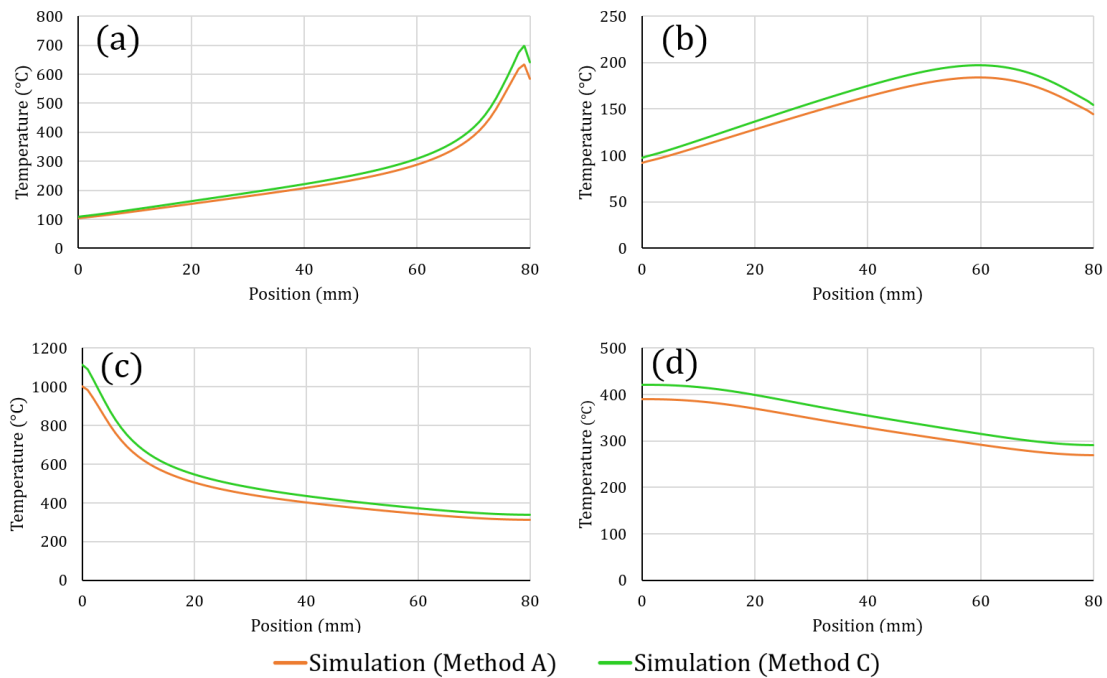 (a)
800
700
600
500
400
300
200
100
0
Temperature (°C)
0 20 40 60 80
Position (mm)
(b)
250
200
150
100
50
0
Temperature (°C)
0 20 40 60 80
Position (mm)
(c)
1200
1000
800
600
400
200
0
Temperature (°C)
0 20 40 60 80
Position (mm)
(d)
500
400
300
200
100
0
Temperature (°C)
0 20 40 60 80
Position (mm)
Simulation (Method A) Simulation (Method C)